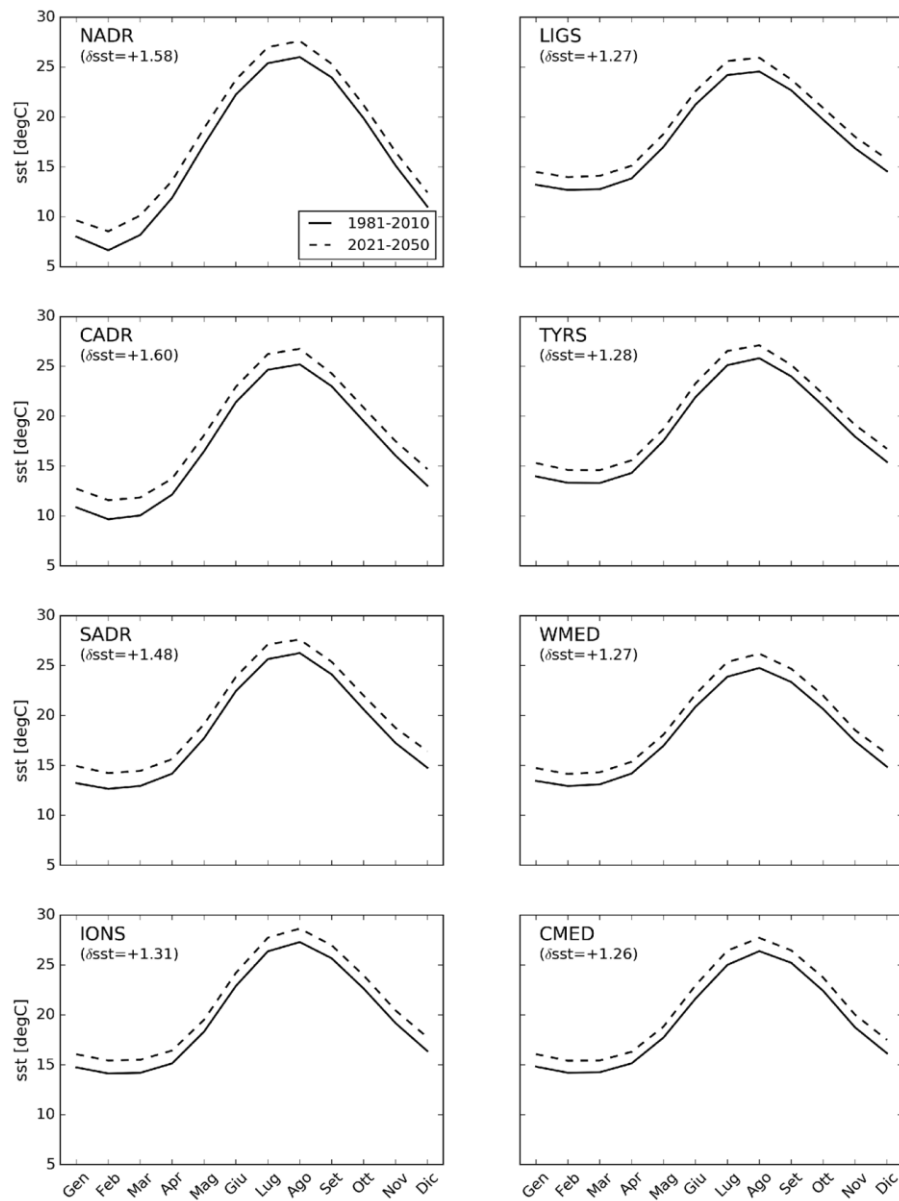 30
25
20
15
10
5
sst [degC]
NADR
(δsst=+1.58)
1981-2010
2021-2050
LIGS
(δsst=+1.27)
30
25
20
15
10
5
sst [degC]
CADR
(δsst=+1.60)
TYRS
(δsst=+1.28)
30
25
20
15
10
5
sst [degC]
SADR
(δsst=+1.48)
WMED
(δsst=+1.27)
30
25
20
15
10
5
sst [degC]
IONS
(δsst=+1.31)
CMED
(δsst=+1.26)
Gen Feb Mar Apr Mag Giu Lug Ago Set Ott Nov Dic
Gen Feb Mar Apr Mag Giu Lug Ago Set Ott Nov Dic